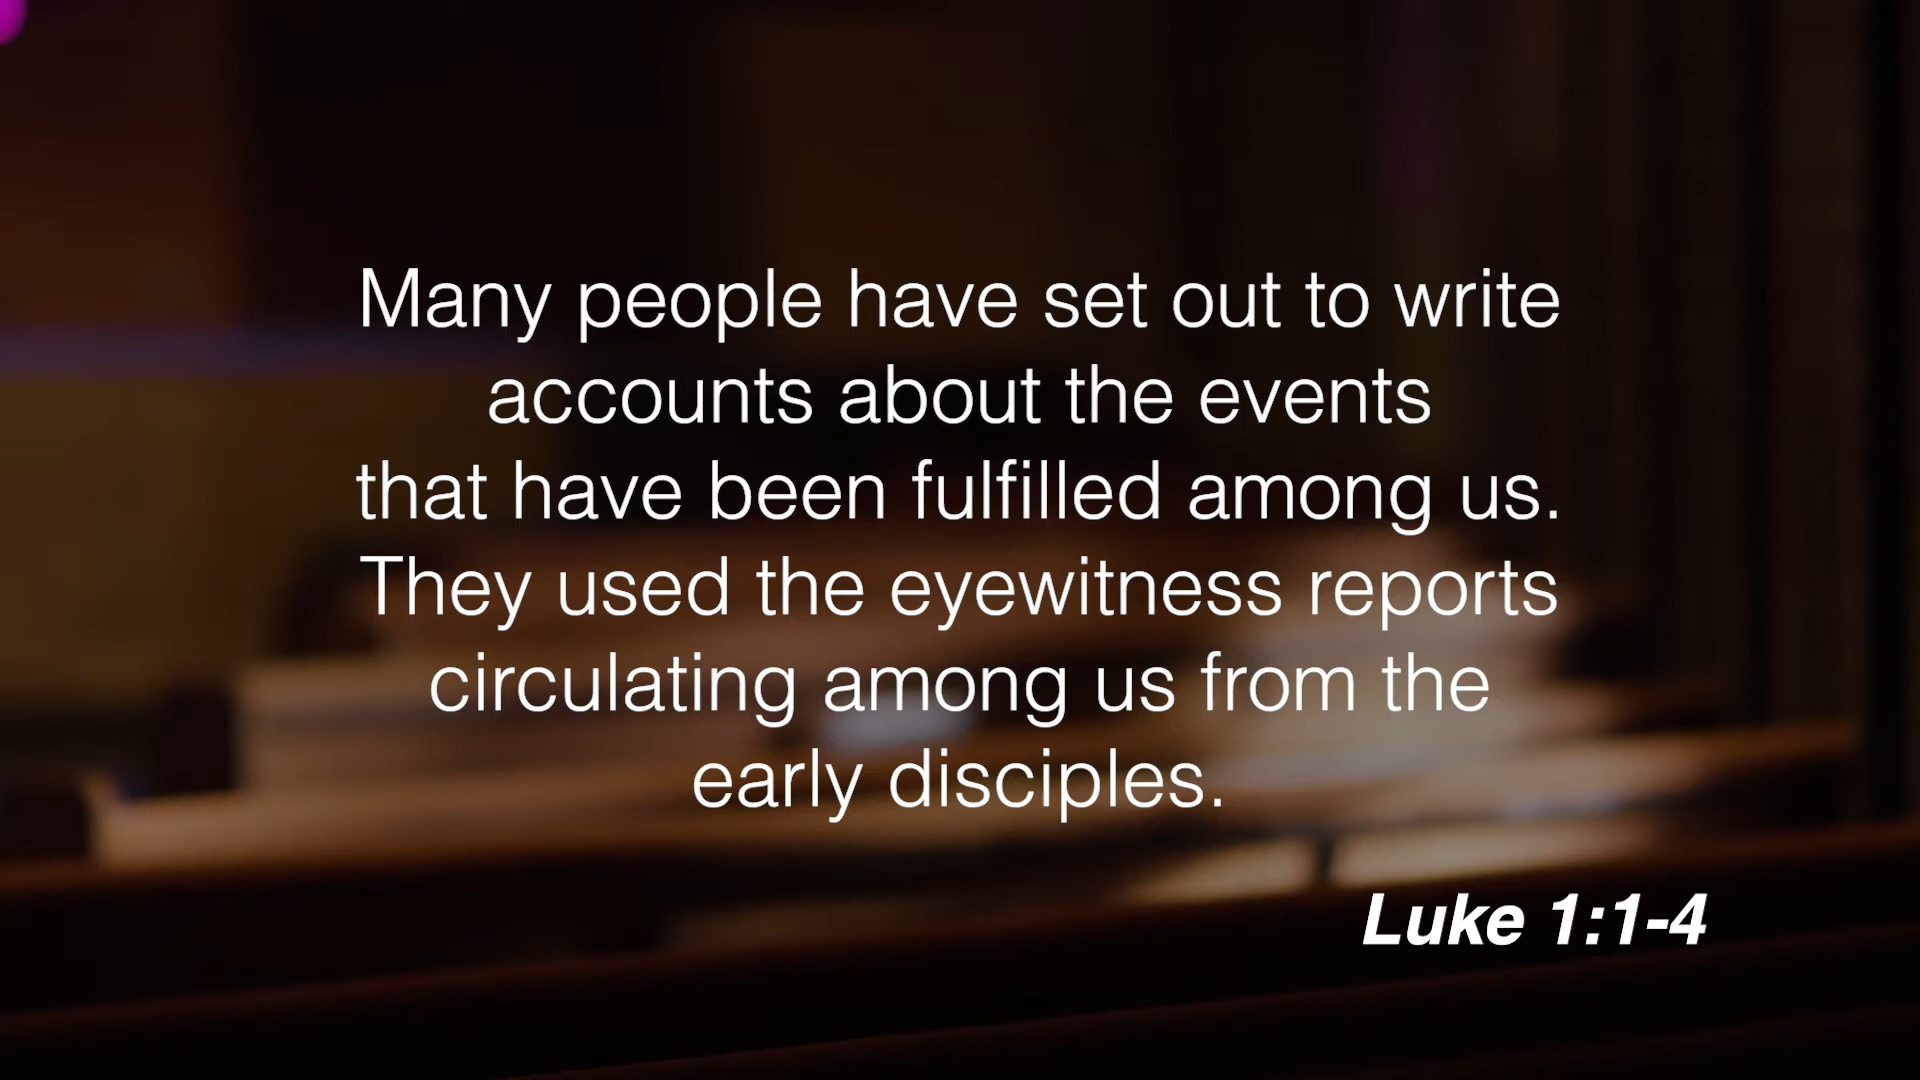 Many people have set out to write
accounts about the events
that have been fulfilled among us.
They used the eyewitness reports
circulating among us from the
early disciples.
Luke 1:1-4